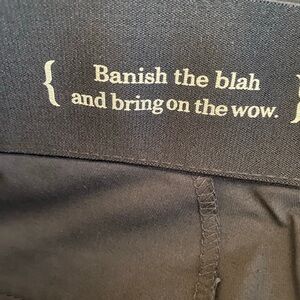 { Banish the blah }
and bring on the wow.